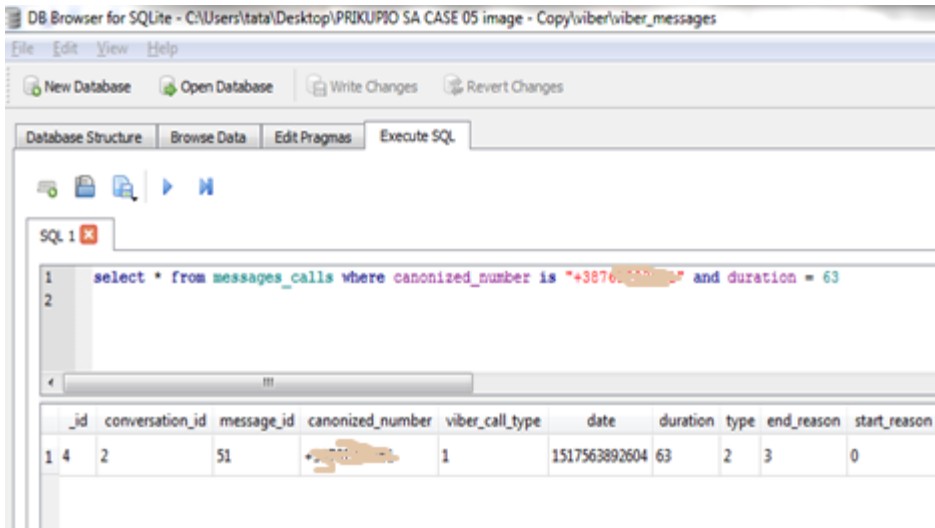 DB Browser for SQLite - C:\Users\tata\Desktop\PRIKUPIO SA CASE 05 image - Copy\viber\viber_messages
File Edit View Help
New Database Open Database Write Changes Revert Changes
Database Structure Browse Data Edit Pragmas Execute SQL
SQL 1
1 select * from messages_calls where canonized_number is "+3876 " and duration = 63
2
_id conversation_id message_id canonized_number viber_call_type date duration type end_reason start_reason
1 4 2 51 + 1 1517563892604 63 2 3 0